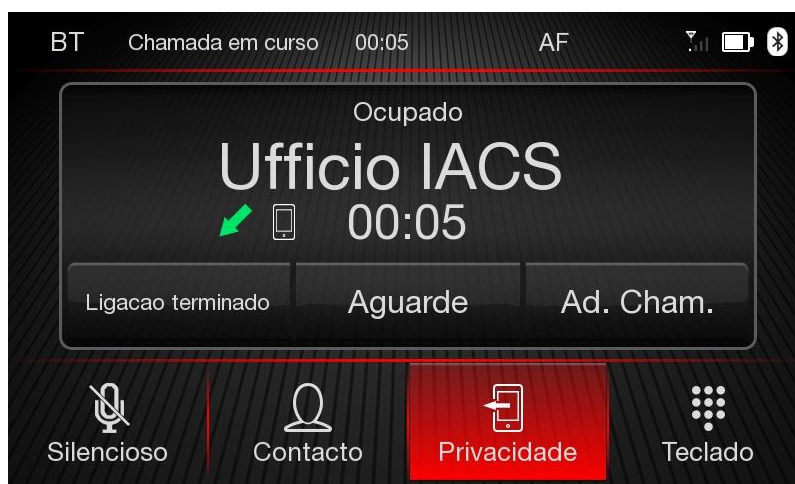 BT Chamada em curso 00:05 AF
Ocupado
Ufficio IACS
00:05
Ligacao terminado Aguarde Ad. Cham.
Silencioso Contacto Privacidade Teclado